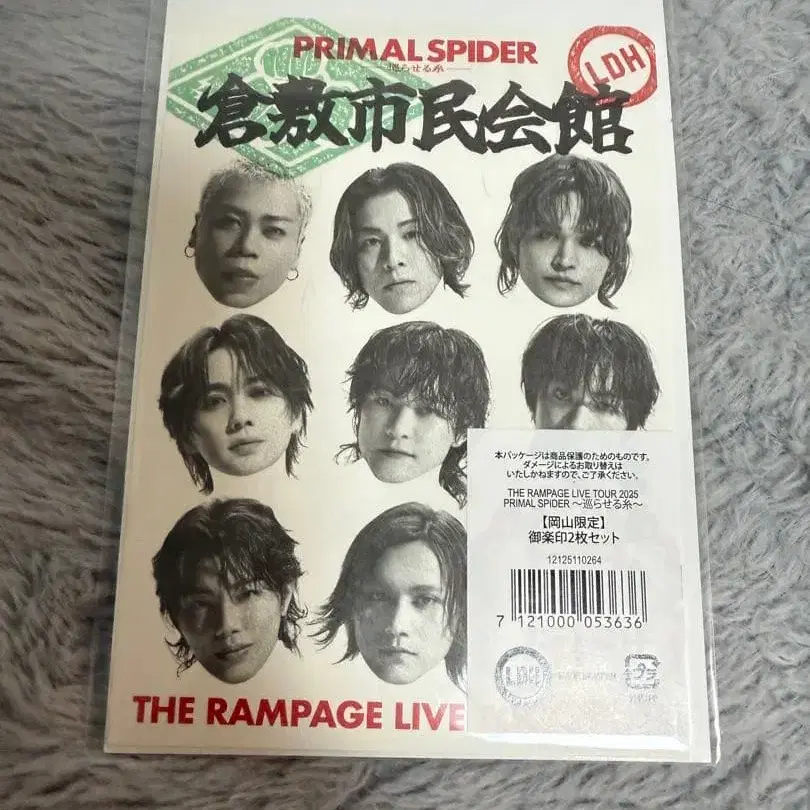 PRIMAL SPIDER
巡らせる糸
LDH
倉敷市民会館
本パッケージは商品保護のためのものです。
ダメージによるお取り替えは
いたしかねますので、ご了承ください。
THE RAMPAGE LIVE TOUR 2025
PRIMAL SPIDER 〜巡らせる糸〜
【岡山限定】
御楽印2枚セット
12125110264
7 121000 053636
LDH
プラ
THE RAMPAGE LIVE